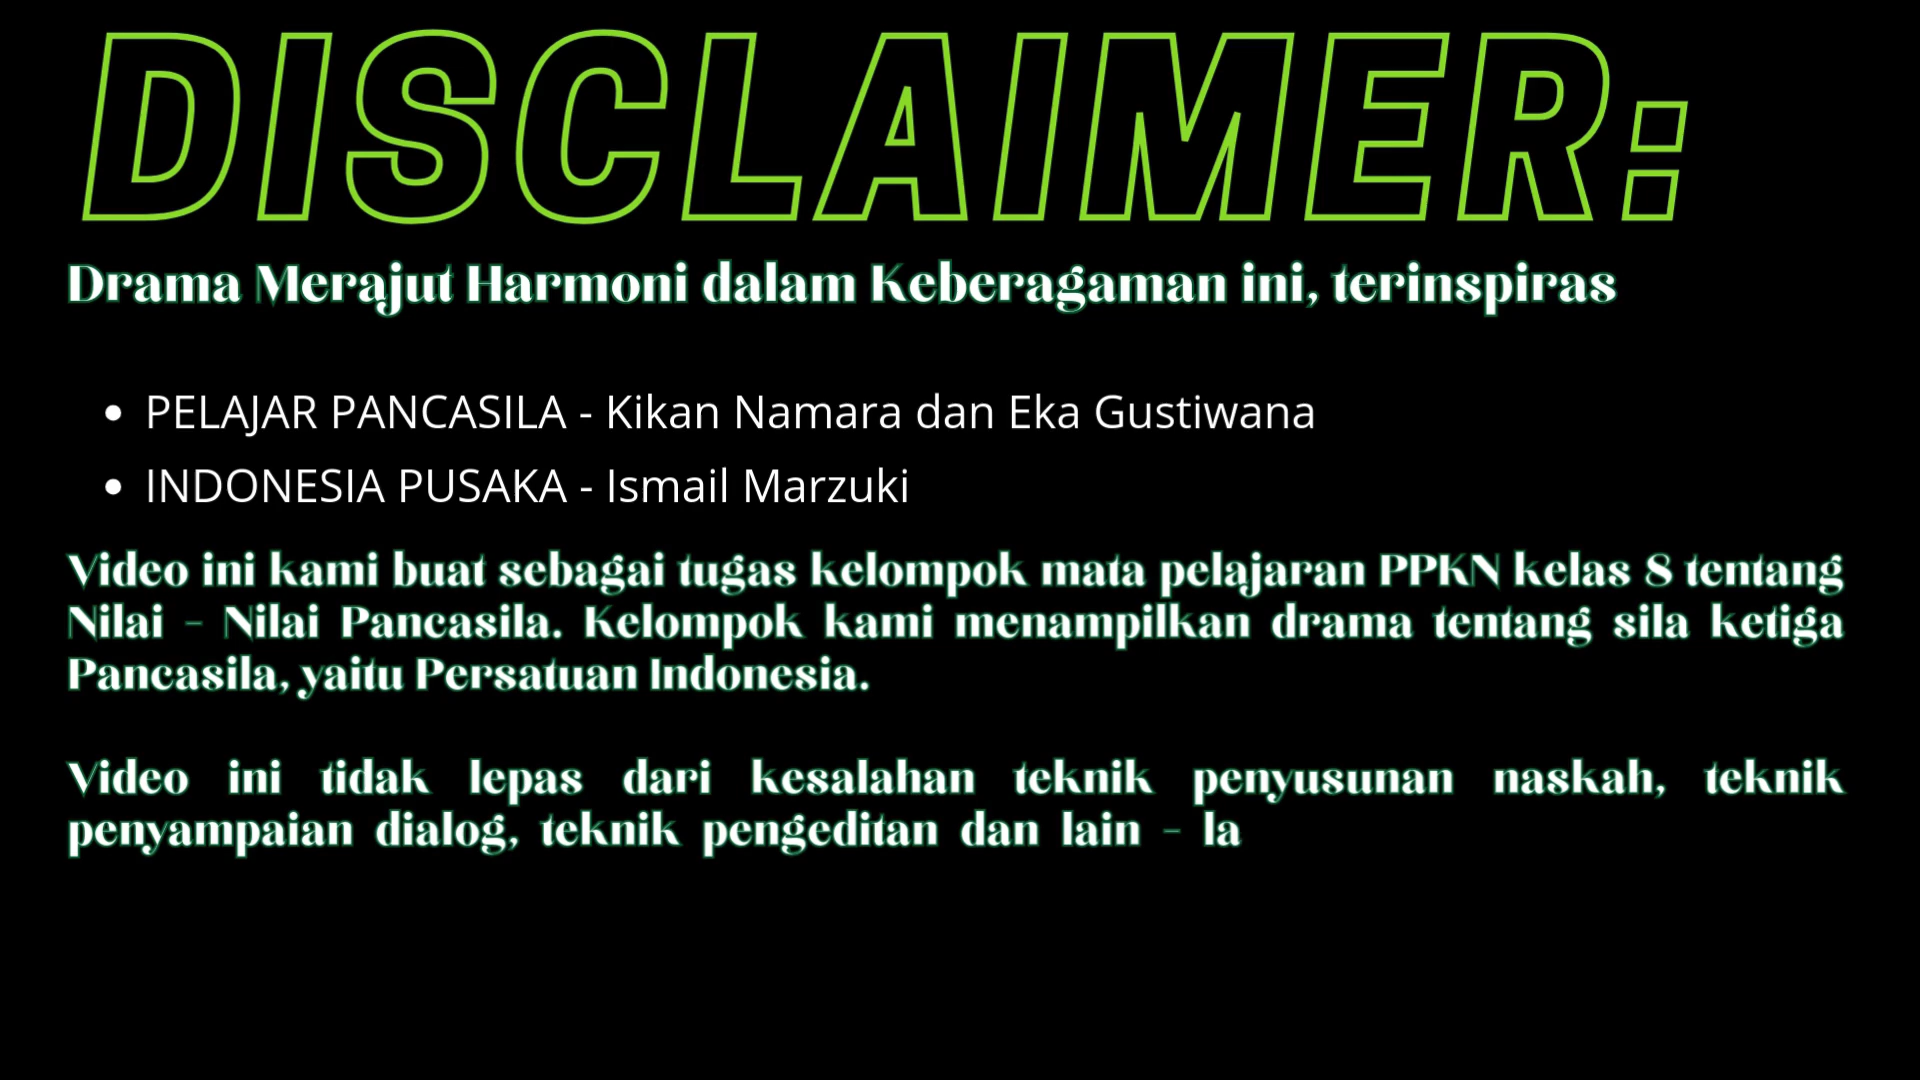 DISCLAIMER:
Drama Merajut Harmoni dalam Keberagaman ini, terinspiras
• PELAJAR PANCASILA - Kikan Namara dan Eka Gustiwana
• INDONESIA PUSAKA - Ismail Marzuki
Video ini kami buat sebagai tugas kelompok mata pelajaran PPKN kelas 8 tentang
Nilai - Nilai Pancasila. Kelompok kami menampilkan drama tentang sila ketiga
Pancasila, yaitu Persatuan Indonesia.
Video ini tidak lepas dari kesalahan teknik penyusunan naskah, teknik
penyampaian dialog, teknik pengeditan dan lain - la